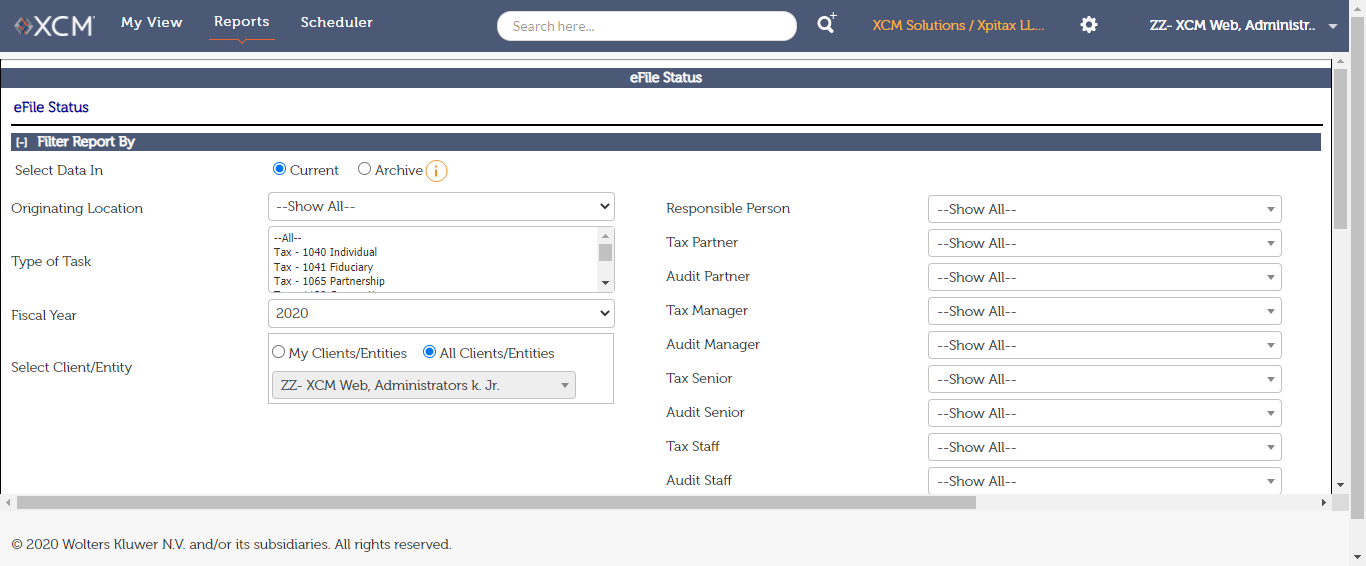 XCM My View Reports Scheduler Search here... XCM Solutions / Xpitax LL... ZZ- XCM Web, Administr..
eFile Status
eFile Status
[-] Filter Report By
Select Data In Current Archive i
Originating Location --Show All--
Type of Task --All--
Tax - 1040 Individual
Tax - 1041 Fiduciary
Tax - 1065 Partnership
Fiscal Year 2020
Select Client/Entity My Clients/Entities All Clients/Entities
ZZ- XCM Web, Administrators k. Jr.
Responsible Person --Show All--
Tax Partner --Show All--
Audit Partner --Show All--
Tax Manager --Show All--
Audit Manager --Show All--
Tax Senior --Show All--
Audit Senior --Show All--
Tax Staff --Show All--
Audit Staff --Show All--
© 2020 Wolters Kluwer N.V. and/or its subsidiaries. All rights reserved.